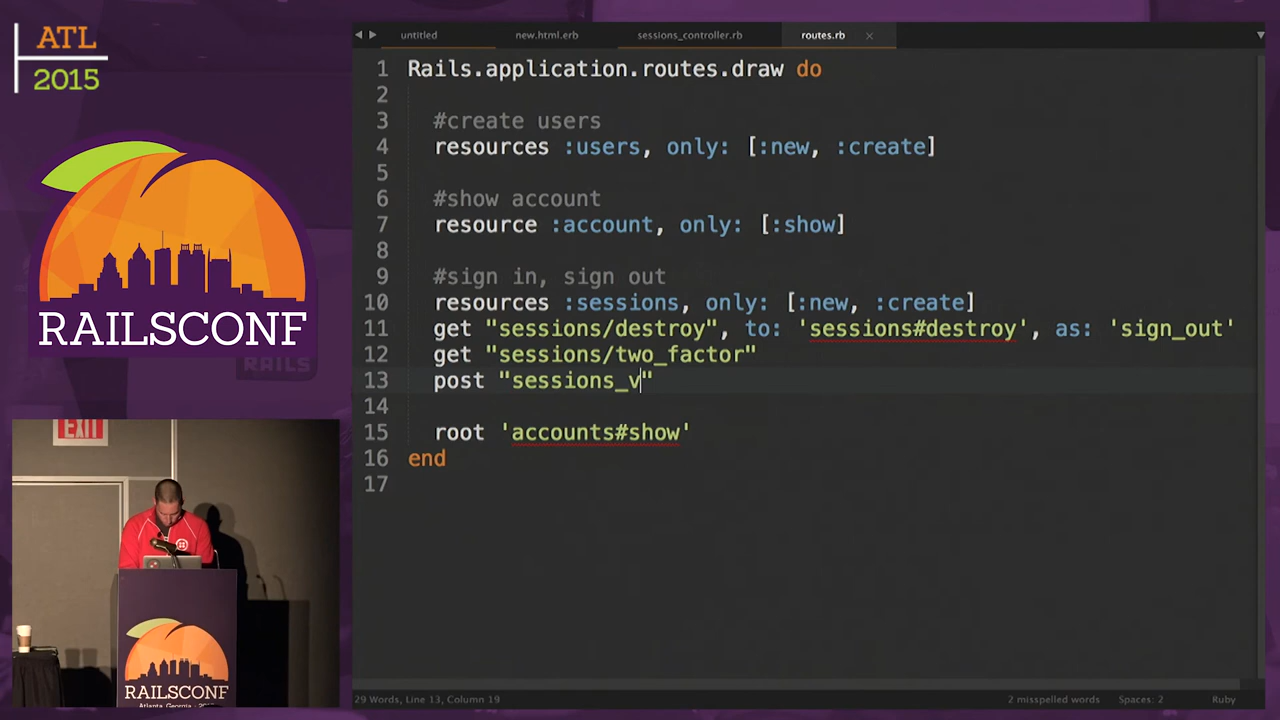 ATL
2015
RAILSCONF
RAILS
EXIT
RAILSCONF
Atlanta, Georgia
untitled
new.html.erb
sessions_controller.rb
routes.rb
1 Rails.application.routes.draw do
2
3 #create users
4 resources :users, only: [:new, :create]
5
6 #show account
7 resource :account, only: [:show]
8
9 #sign in, sign out
10 resources :sessions, only: [:new, :create]
11 get "sessions/destroy", to: 'sessions#destroy', as: 'sign_out'
12 get "sessions/two_factor"
13 post "sessions_v"
14
15 root 'accounts#show'
16 end
17
29 Words, Line 13, Column 19
2 misspelled words
Spaces: 2
Ruby